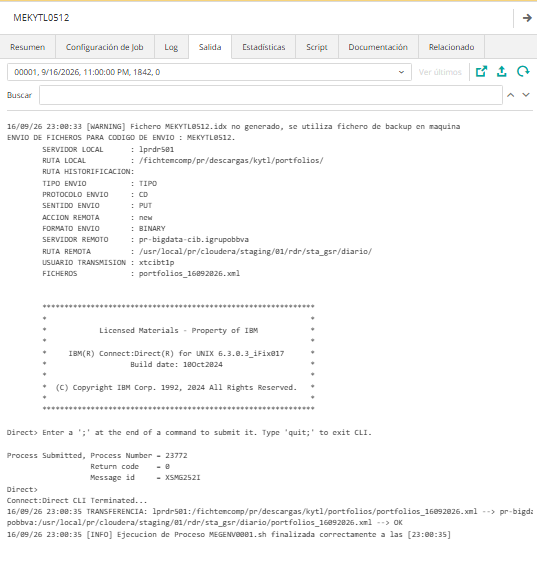 MEKYTL0512
Resumen Configuración de Job Log Salida Estadísticas Script Documentación Relacionado
00001, 9/16/2026, 11:00:00 PM, 1842, 0 Ver últimos
Buscar
16/09/26 23:00:33 [WARNING] Fichero MEKYTL0512.idx no generado, se utiliza fichero de backup en maquina
ENVIO DE FICHEROS PARA CODIGO DE ENVIO : MEKYTL0512.
SERVIDOR LOCAL : lprdr501
RUTA LOCAL : /fichtemcomp/pr/descargas/kytl/portfolios/
RUTA HISTORIFICACION:
TIPO ENVIO : TIPO
PROTOCOLO ENVIO : CD
SENTIDO ENVIO : PUT
ACCION REMOTA : new
FORMATO ENVIO : BINARY
SERVIDOR REMOTO : pr-bigdata-cib.igrupobbva
RUTA REMOTA : /usr/local/pr/cloudera/staging/01/rdr/sta_gsr/diario/
USUARIO TRANSMISION : xtcibt1p
FICHEROS : portfolios_16092026.xml
**************************************************************
* *
* Licensed Materials - Property of IBM *
* *
* IBM(R) Connect:Direct(R) for UNIX 6.3.0.3_iFix017 *
* Build date: 10Oct2024 *
* *
* (C) Copyright IBM Corp. 1992, 2024 All Rights Reserved. *
* *
**************************************************************
Direct> Enter a ';' at the end of a command to submit it. Type 'quit;' to exit CLI.
Process Submitted, Process Number = 23772
Return code = 0
Message id = XSMG252I
Direct>
Connect:Direct CLI Terminated...
16/09/26 23:00:35 TRANSFERENCIA: lprdr501:/fichtemcomp/pr/descargas/kytl/portfolios/portfolios_16092026.xml --> pr-bigda
pobbva:/usr/local/pr/cloudera/staging/01/rdr/sta_gsr/diario/portfolios_16092026.xml --> OK
16/09/26 23:00:35 [INFO] Ejecucion de Proceso MEGENV0001.sh finalizada correctamente a las [23:00:35]